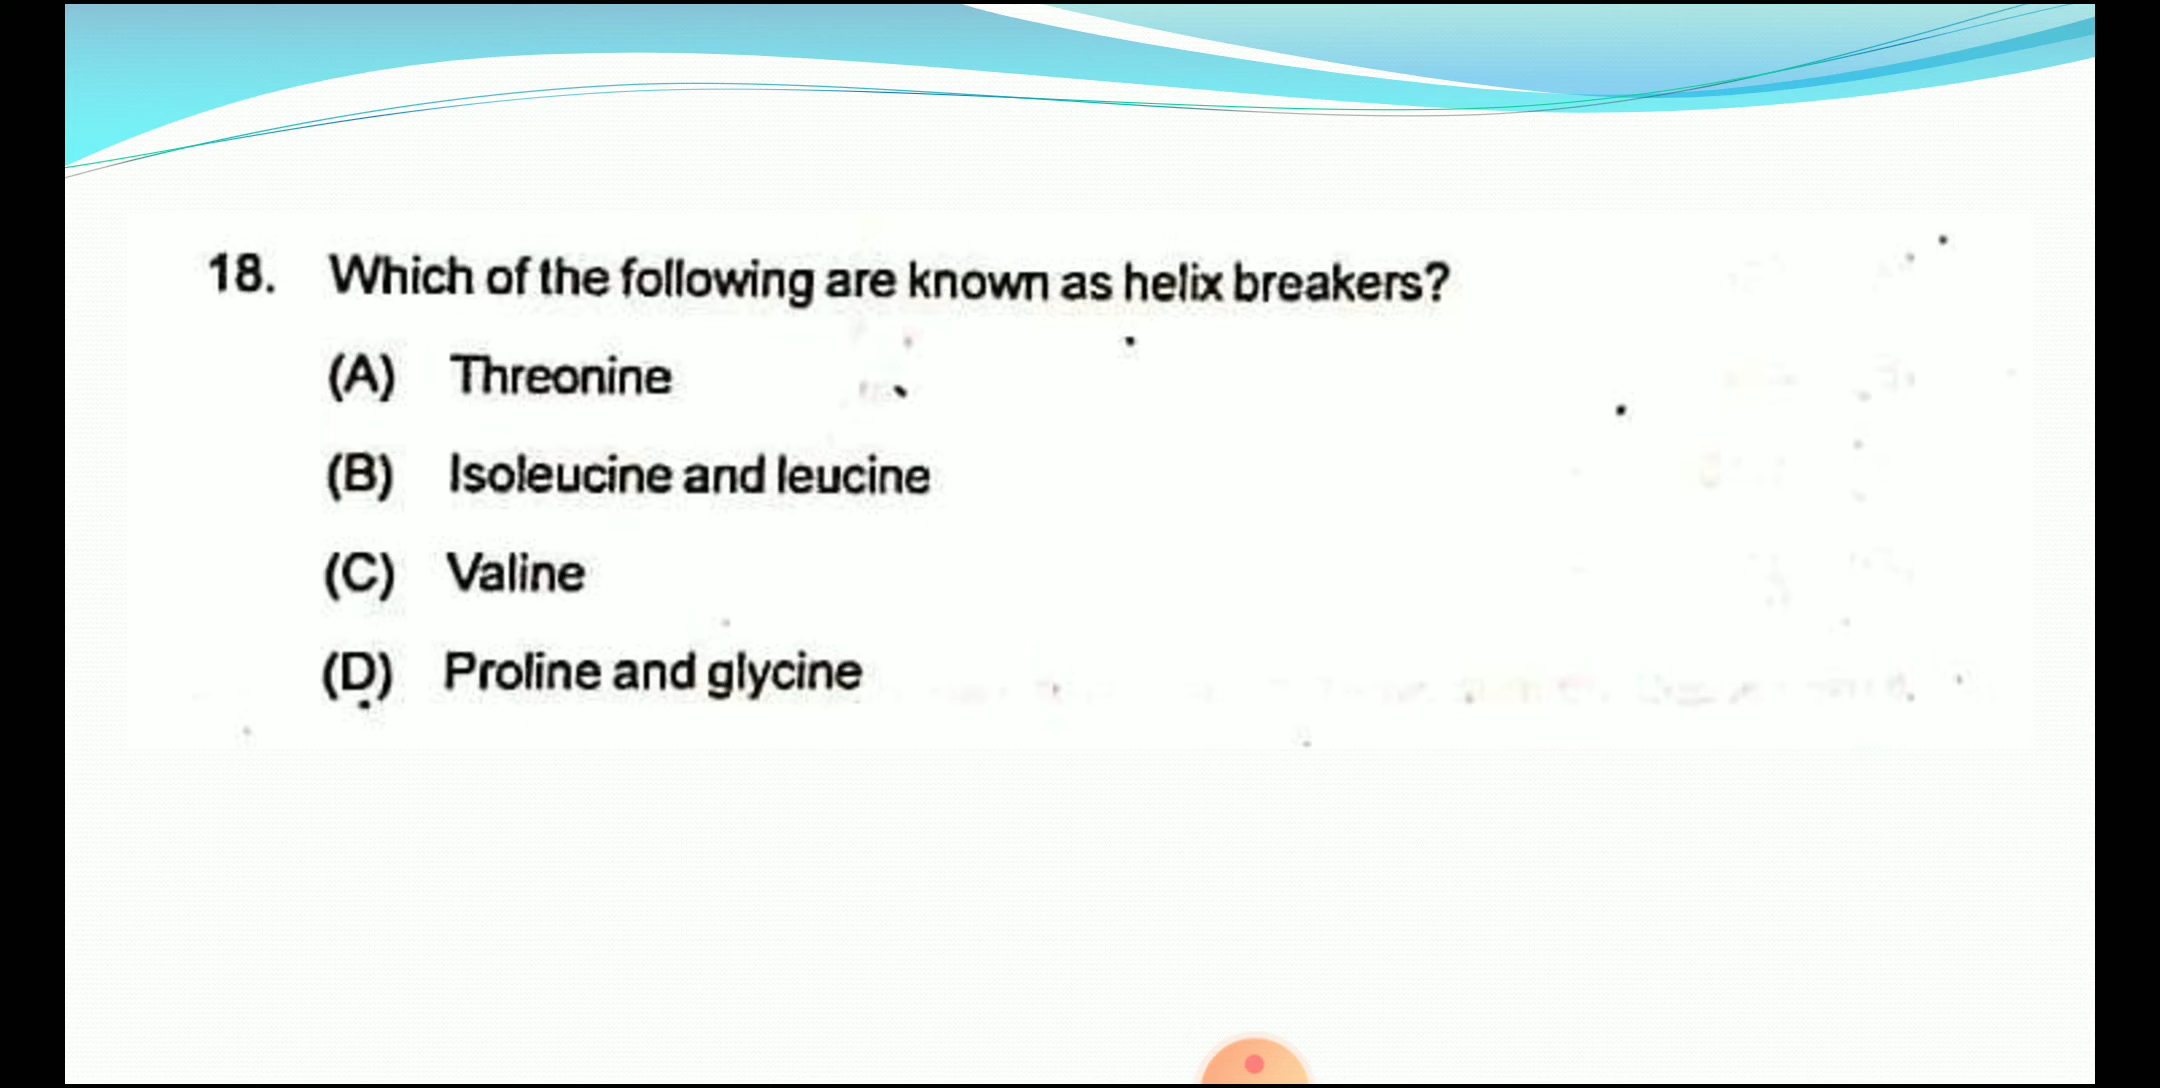 18. Which of the following are known as helix breakers?
(A) Threonine
(B) Isoleucine and leucine
(C) Valine
(D) Proline and glycine